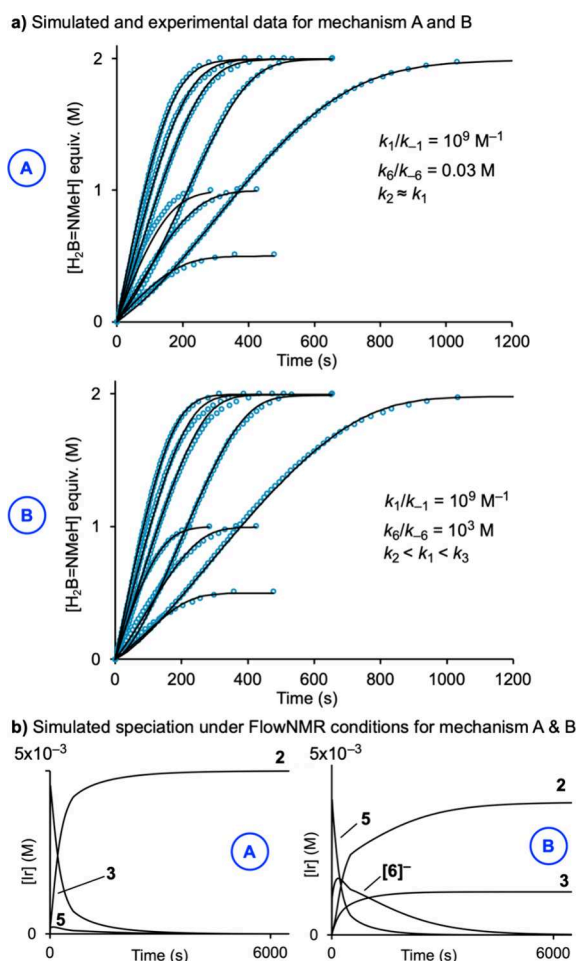 a) Simulated and experimental data for mechanism A and B
A
[H₂B=NMeH] equiv. (M)
2
1
0
k₁/k₋₁ = 10⁹ M⁻¹
k₆/k₋₆ = 0.03 M
k₂ ≈ k₁
0 200 400 600 800 1000 1200
Time (s)
B
[H₂B=NMeH] equiv. (M)
2
1
0
k₁/k₋₁ = 10⁹ M⁻¹
k₆/k₋₆ = 10³ M
k₂ < k₁ < k₃
0 200 400 600 800 1000 1200
Time (s)
b) Simulated speciation under FlowNMR conditions for mechanism A & B
5x10⁻³
[Ir] (M)
2
A
3
5
0
0 6000
Time (s)
5x10⁻³
[Ir] (M)
2
5
B
[6]⁻
3
0
0 6000
Time (s)